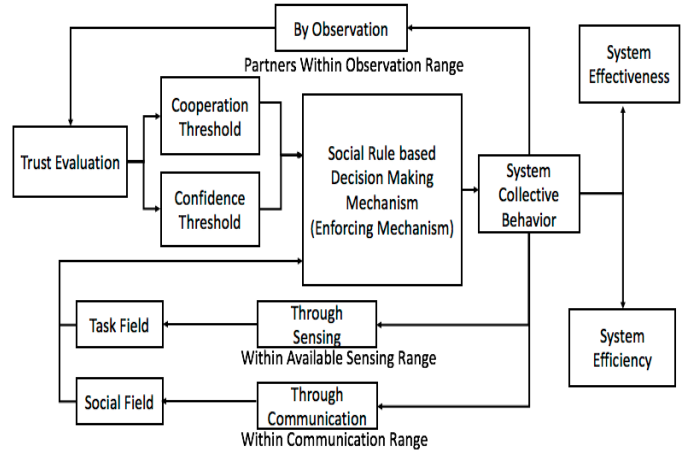 By Observation
Partners Within Observation Range
System
Effectiveness
Cooperation
Threshold
Trust Evaluation
Confidence
Threshold
Social Rule based
Decision Making
Mechanism
(Enforcing Mechanism)
System
Collective
Behavior
Task Field
Through
Sensing
Within Available Sensing Range
System
Efficiency
Social Field
Through
Communication
Within Communication Range